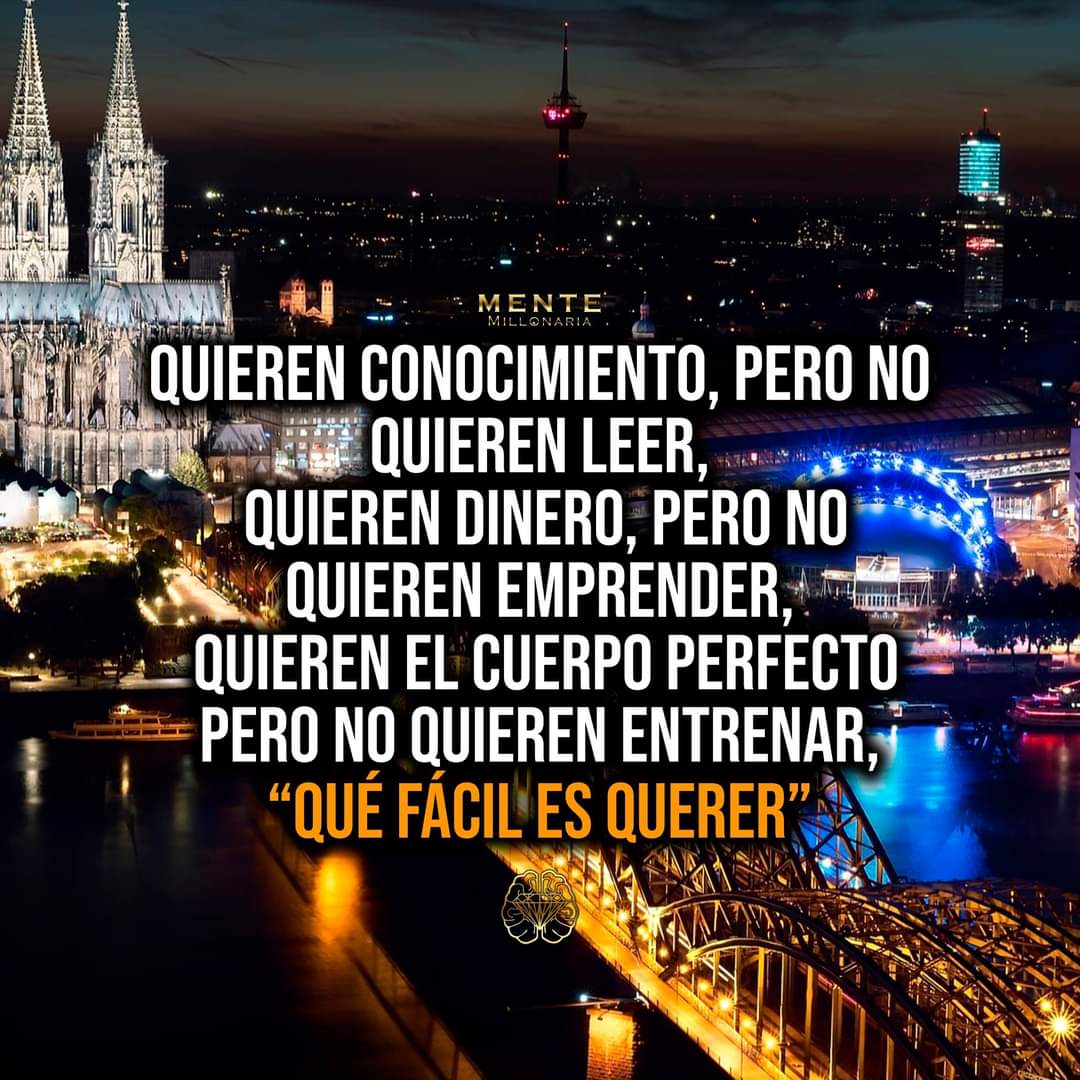 MENTE
MILLONARIA
QUIEREN CONOCIMIENTO, PERO NO
QUIEREN LEER,
QUIEREN DINERO, PERO NO
QUIEREN EMPRENDER,
QUIEREN EL CUERPO PERFECTO
PERO NO QUIEREN ENTRENAR,
“QUÉ FÁCIL ES QUERER”